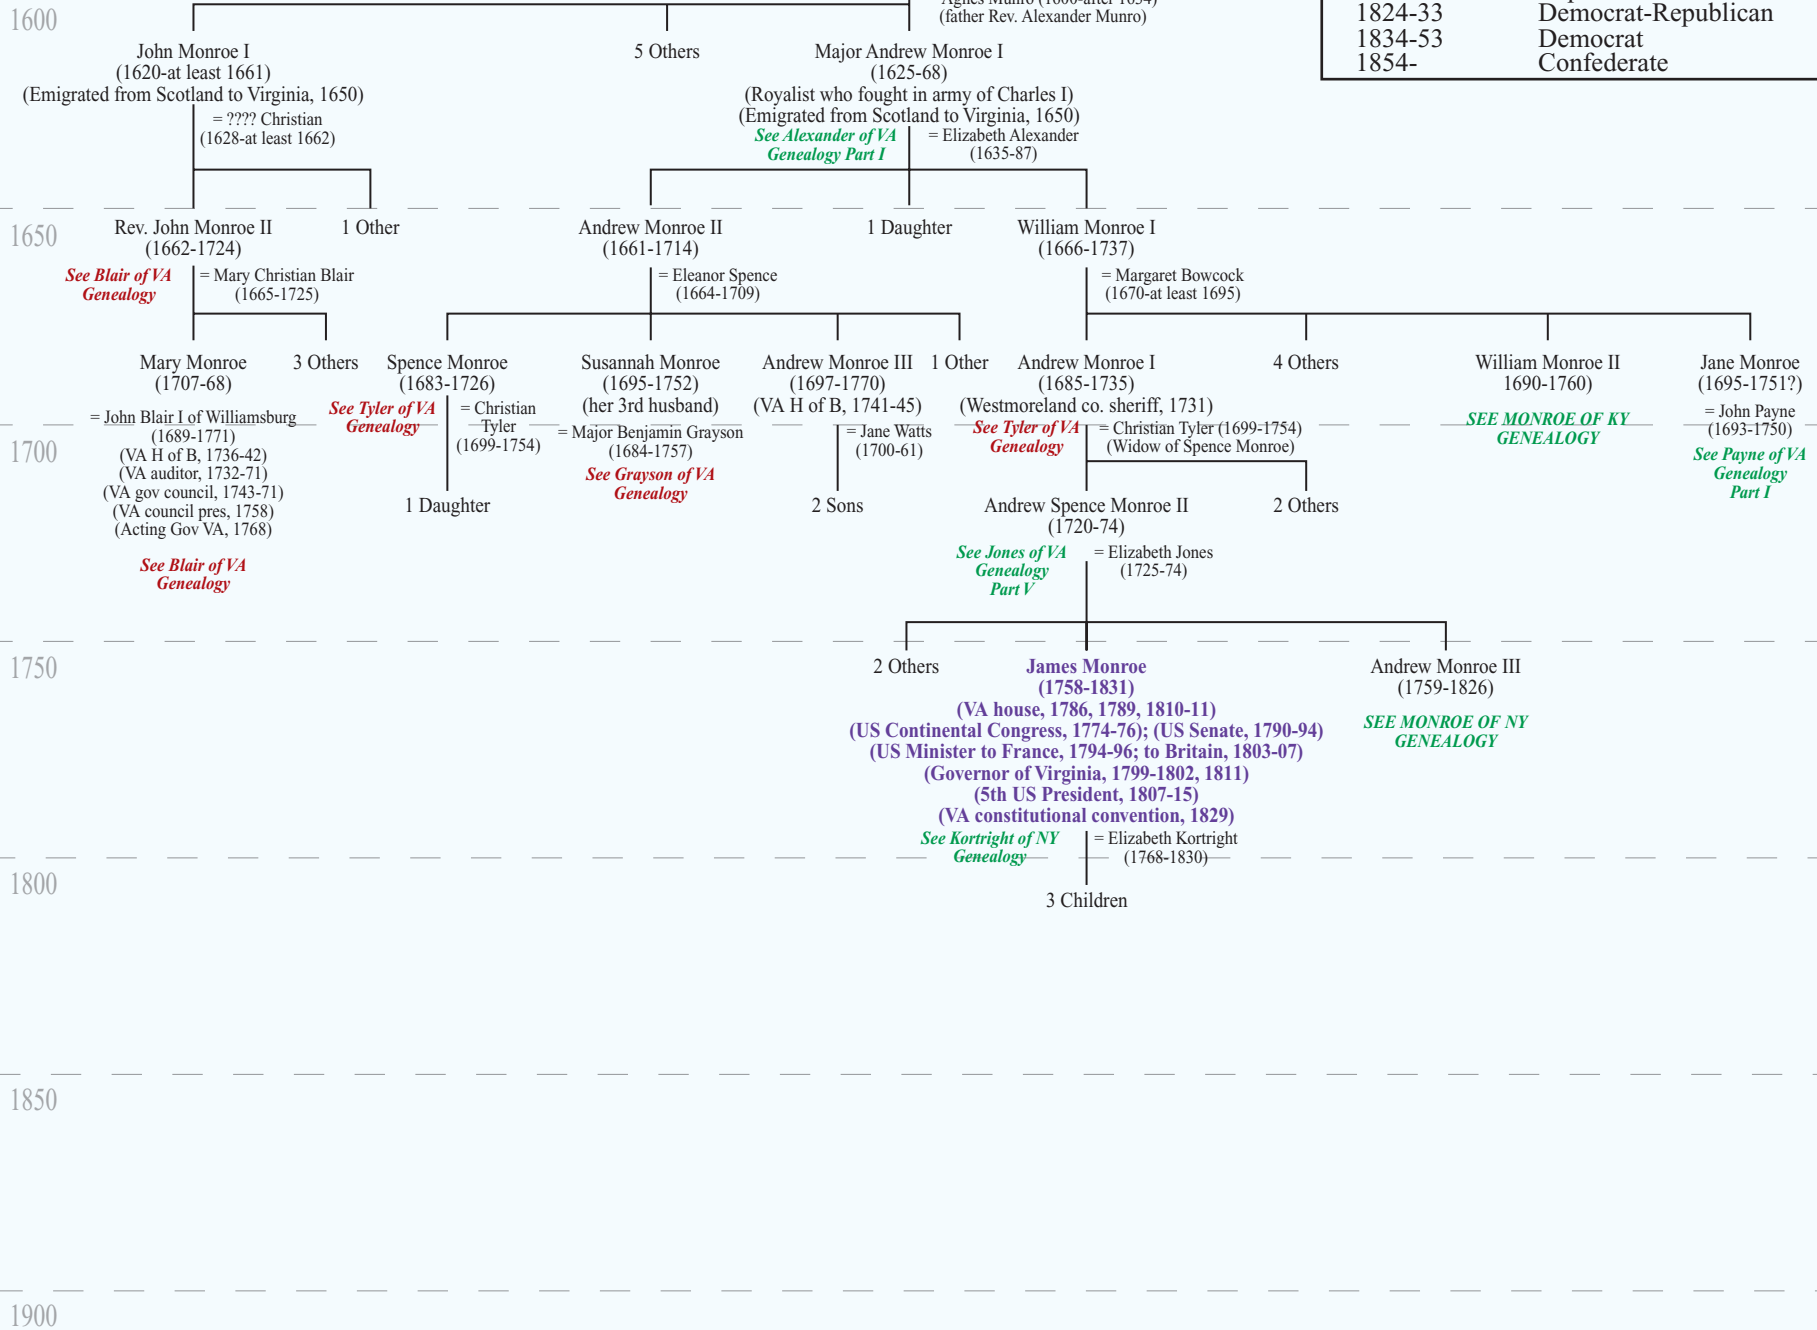 Agnes Munro (1600-after 1634)
(father Rev. Alexander Munro)
1600
1824-33 Democrat-Republican
1834-53 Democrat
1854- Confederate
John Monroe I
(1620-at least 1661)
(Emigrated from Scotland to Virginia, 1650)
= ???? Christian
(1628-at least 1662)
5 Others
Major Andrew Monroe I
(1625-68)
(Royalist who fought in army of Charles I)
(Emigrated from Scotland to Virginia, 1650)
See Alexander of VA
Genealogy Part I
= Elizabeth Alexander
(1635-87)
1650
Rev. John Monroe II
(1662-1724)
See Blair of VA
Genealogy
= Mary Christian Blair
(1665-1725)
1 Other
Andrew Monroe II
(1661-1714)
= Eleanor Spence
(1664-1709)
1 Daughter
William Monroe I
(1666-1737)
= Margaret Bowcock
(1670-at least 1695)
Mary Monroe
(1707-68)
= John Blair I of Williamsburg
(1689-1771)
(VA H of B, 1736-42)
(VA auditor, 1732-71)
(VA gov council, 1743-71)
(VA council pres, 1758)
(Acting Gov VA, 1768)
See Blair of VA
Genealogy
3 Others
Spence Monroe
(1683-1726)
See Tyler of VA
Genealogy
= Christian
Tyler
(1699-1754)
1 Daughter
Susannah Monroe
(1695-1752)
(her 3rd husband)
= Major Benjamin Grayson
(1684-1757)
See Grayson of VA
Genealogy
Andrew Monroe III
(1697-1770)
(VA H of B, 1741-45)
= Jane Watts
(1700-61)
2 Sons
1 Other
Andrew Monroe I
(1685-1735)
(Westmoreland co. sheriff, 1731)
See Tyler of VA
Genealogy
= Christian Tyler (1699-1754)
(Widow of Spence Monroe)
4 Others
William Monroe II
1690-1760)
SEE MONROE OF KY
GENEALOGY
Jane Monroe
(1695-1751?)
= John Payne
(1693-1750)
See Payne of VA
Genealogy
Part I
1700
Andrew Spence Monroe II
(1720-74)
See Jones of VA
Genealogy
Part V
= Elizabeth Jones
(1725-74)
2 Others
1750
2 Others
James Monroe
(1758-1831)
(VA house, 1786, 1789, 1810-11)
(US Continental Congress, 1774-76); (US Senate, 1790-94)
(US Minister to France, 1794-96; to Britain, 1803-07)
(Governor of Virginia, 1799-1802, 1811)
(5th US President, 1807-15)
(VA constitutional convention, 1829)
See Kortright of NY
Genealogy
= Elizabeth Kortright
(1768-1830)
Andrew Monroe III
(1759-1826)
SEE MONROE OF NY
GENEALOGY
1800
3 Children
1850
1900